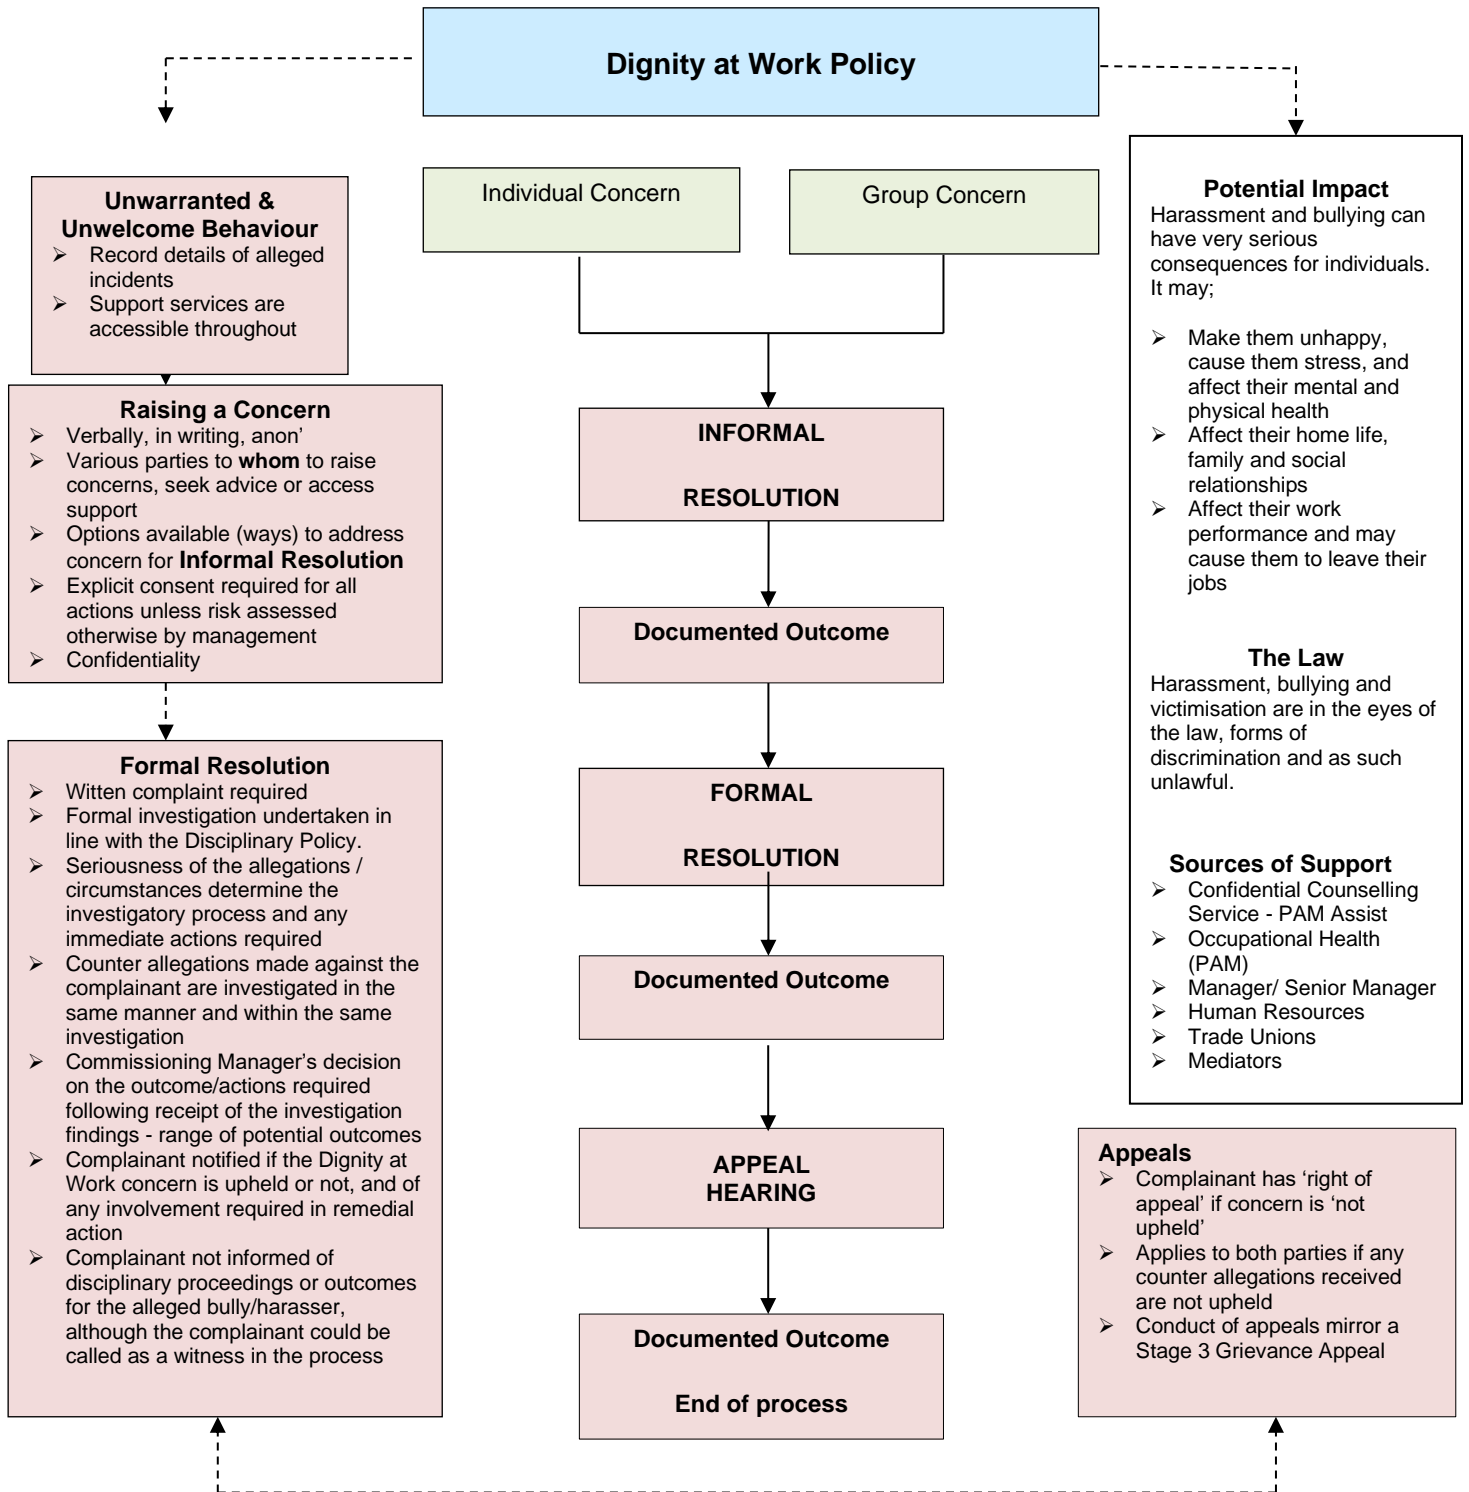 Dignity at Work Policy
Unwarranted &
Unwelcome Behaviour
➢ Record details of alleged
incidents
➢ Support services are
accessible throughout
Raising a Concern
➢ Verbally, in writing, anon’
➢ Various parties to whom to raise
concerns, seek advice or access
support
➢ Options available (ways) to address
concern for Informal Resolution
➢ Explicit consent required for all
actions unless risk assessed
otherwise by management
➢ Confidentiality
Formal Resolution
➢ Witten complaint required
➢ Formal investigation undertaken in
line with the Disciplinary Policy.
➢ Seriousness of the allegations /
circumstances determine the
investigatory process and any
immediate actions required
➢ Counter allegations made against the
complainant are investigated in the
same manner and within the same
investigation
➢ Commissioning Manager’s decision
on the outcome/actions required
following receipt of the investigation
findings - range of potential outcomes
➢ Complainant notified if the Dignity at
Work concern is upheld or not, and of
any involvement required in remedial
action
➢ Complainant not informed of
disciplinary proceedings or outcomes
for the alleged bully/harasser,
although the complainant could be
called as a witness in the process
Individual Concern
Group Concern
INFORMAL
RESOLUTION
Documented Outcome
FORMAL
RESOLUTION
Documented Outcome
APPEAL
HEARING
Documented Outcome
End of process
Potential Impact
Harassment and bullying can
have very serious
consequences for individuals.
It may;
➢ Make them unhappy,
cause them stress, and
affect their mental and
physical health
➢ Affect their home life,
family and social
relationships
➢ Affect their work
performance and may
cause them to leave their
jobs
The Law
Harassment, bullying and
victimisation are in the eyes of
the law, forms of
discrimination and as such
unlawful.
Sources of Support
➢ Confidential Counselling
Service - PAM Assist
➢ Occupational Health
(PAM)
➢ Manager/ Senior Manager
➢ Human Resources
➢ Trade Unions
➢ Mediators
Appeals
➢ Complainant has ‘right of
appeal’ if concern is ‘not
upheld’
➢ Applies to both parties if any
counter allegations received
are not upheld
➢ Conduct of appeals mirror a
Stage 3 Grievance Appeal